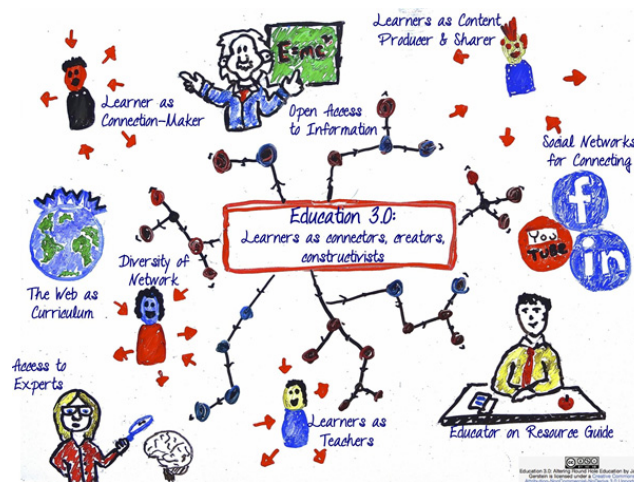 Learners as Content
Producer & Sharer
E=mc²
Learner as
Connection-Maker
Open Access
to Information
Social Networks
for Connecting
f
You
TUBE
in
Education 3.0:
Learners as connectors, creators,
constructivists
Diversity of
Network
The Web as
Curriculum
Access to
Experts
Learners as
Teachers
Educator on Resource Guide
Education 3.0: Altering Round Hole Education by
is licensed under a Creative Commons